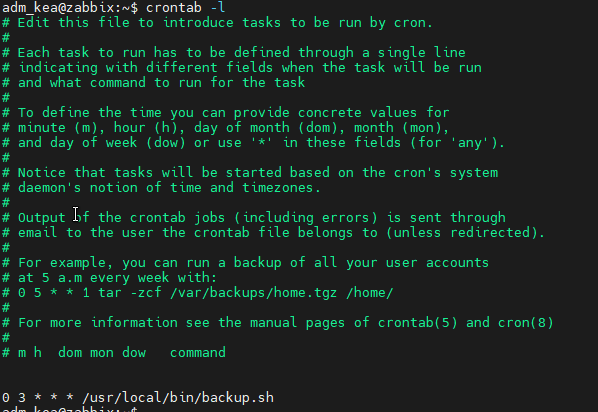 adm_kea@zabbix:~$ crontab -l
# Edit this file to introduce tasks to be run by cron.
#
# Each task to run has to be defined through a single line
# indicating with different fields when the task will be run
# and what command to run for the task
#
# To define the time you can provide concrete values for
# minute (m), hour (h), day of month (dom), month (mon),
# and day of week (dow) or use '*' in these fields (for 'any').
#
# Notice that tasks will be started based on the cron's system
# daemon's notion of time and timezones.
#
# Output of the crontab jobs (including errors) is sent through
# email to the user the crontab file belongs to (unless redirected).
#
# For example, you can run a backup of all your user accounts
# at 5 a.m every week with:
# 0 5 * * 1 tar -zcf /var/backups/home.tgz /home/
#
# For more information see the manual pages of crontab(5) and cron(8)
#
# m h  dom mon dow   command
0 3 * * * /usr/local/bin/backup.sh
adm_kea@zabbix:~$